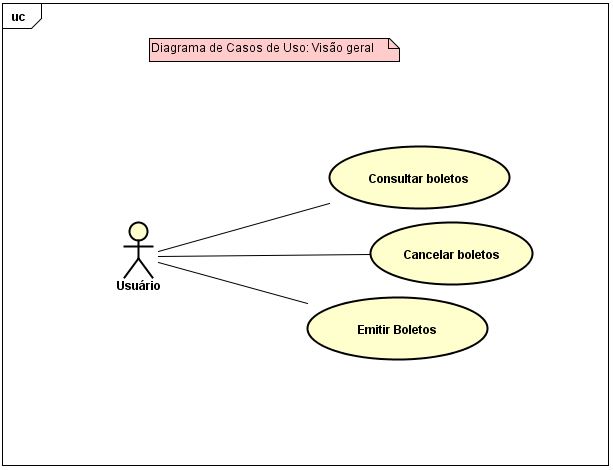 uc
Diagrama de Casos de Uso: Visão geral
Consultar boletos
Cancelar boletos
Usuário
Emitir Boletos